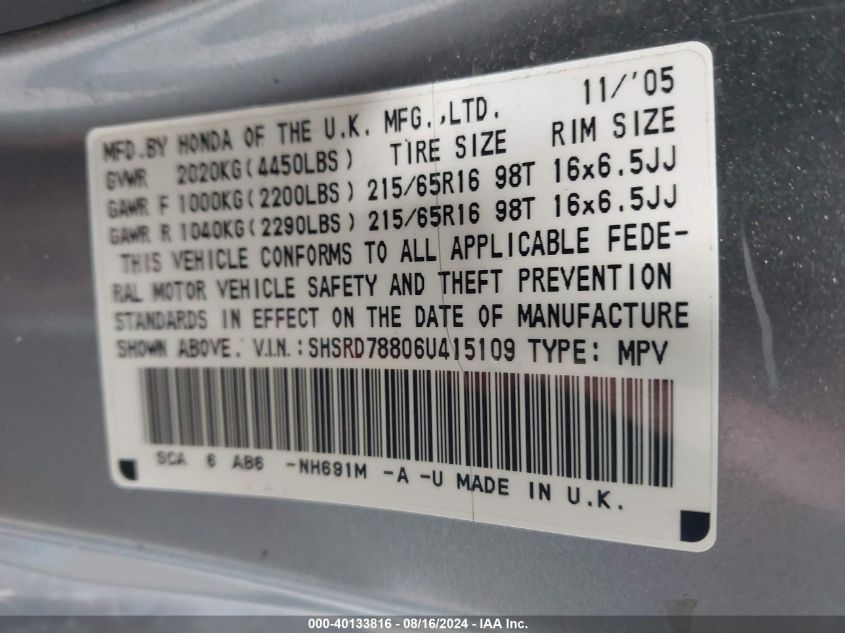 11/'05
MFD.BY HONDA OF THE U.K. MFG.,LTD.
GVWR 2020KG(4450LBS) TIRE SIZE RIM SIZE
GAWR F 1000KG(2200LBS) 215/65R16 98T 16x6.5JJ
GAWR R 1040KG(2290LBS) 215/65R16 98T 16x6.5JJ
THIS VEHICLE CONFORMS TO ALL APPLICABLE FEDE-
RAL MOTOR VEHICLE SAFETY AND THEFT PREVENTION
STANDARDS IN EFFECT ON THE DATE OF MANUFACTURE
SHOWN ABOVE. V.I.N.:SHSRD78806U415109 TYPE: MPV
SCA 6 AB6 -NH691M -A -U MADE IN U.K.
000-40133816 - 08/16/2024 - IAAI.com